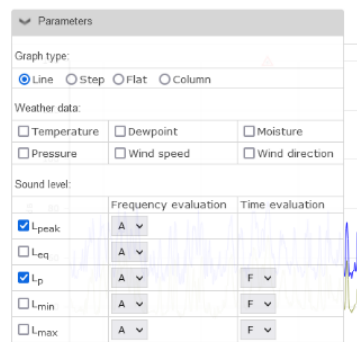 Parameters
Graph type:
Line Step Flat Column
Weather data:
Temperature Dewpoint Moisture
Pressure Wind speed Wind direction
Sound level:
Frequency evaluation Time evaluation
Lpeak A
Leq A
Lp A F
Lmin A F
Lmax A F